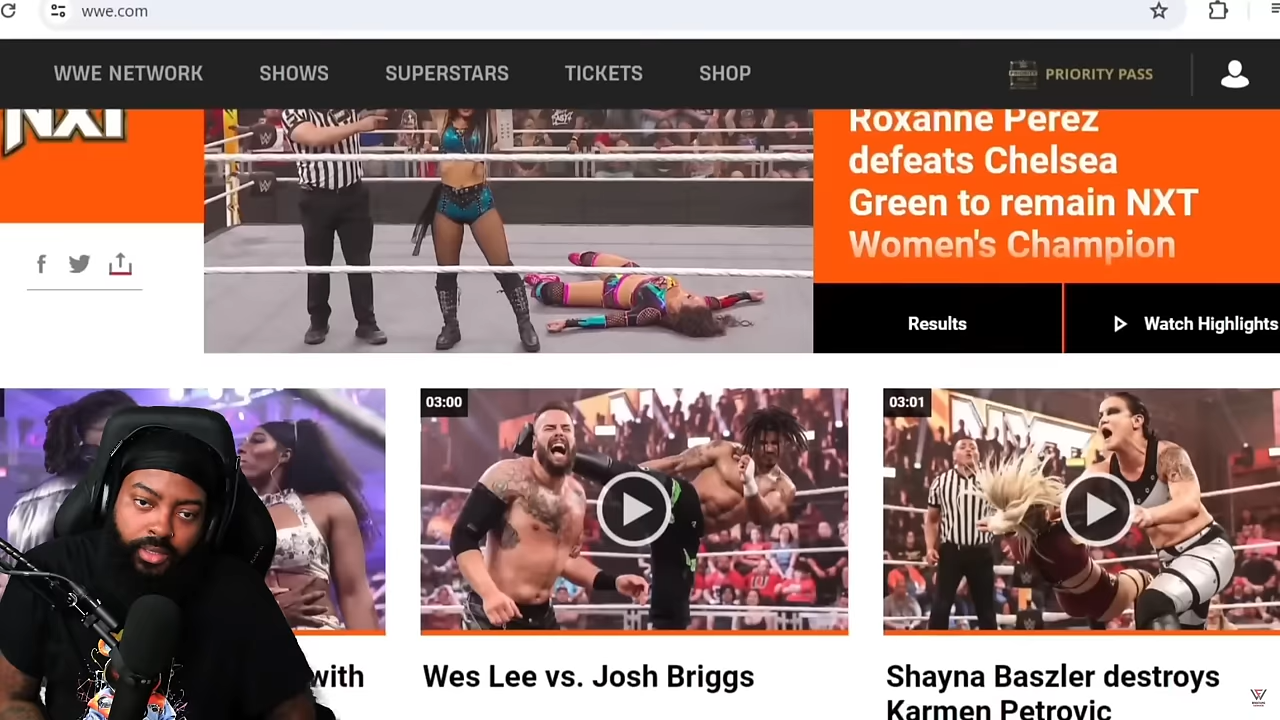 wwe.com
WWE NETWORK SHOWS SUPERSTARS TICKETS SHOP PRIORITY PASS
NXT
Roxanne Perez
defeats Chelsea
Green to remain NXT
Women's Champion
Results Watch Highlights
03:00 03:01
with Wes Lee vs. Josh Briggs Shayna Baszler destroys
Karmen Petrovic